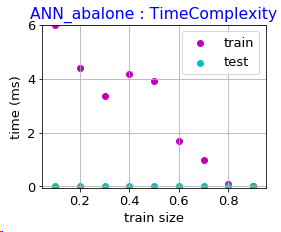 ANN_abalone : TimeComplexity
6
4
2
0
time (ms)
train
test
0.2 0.4 0.6 0.8
train size